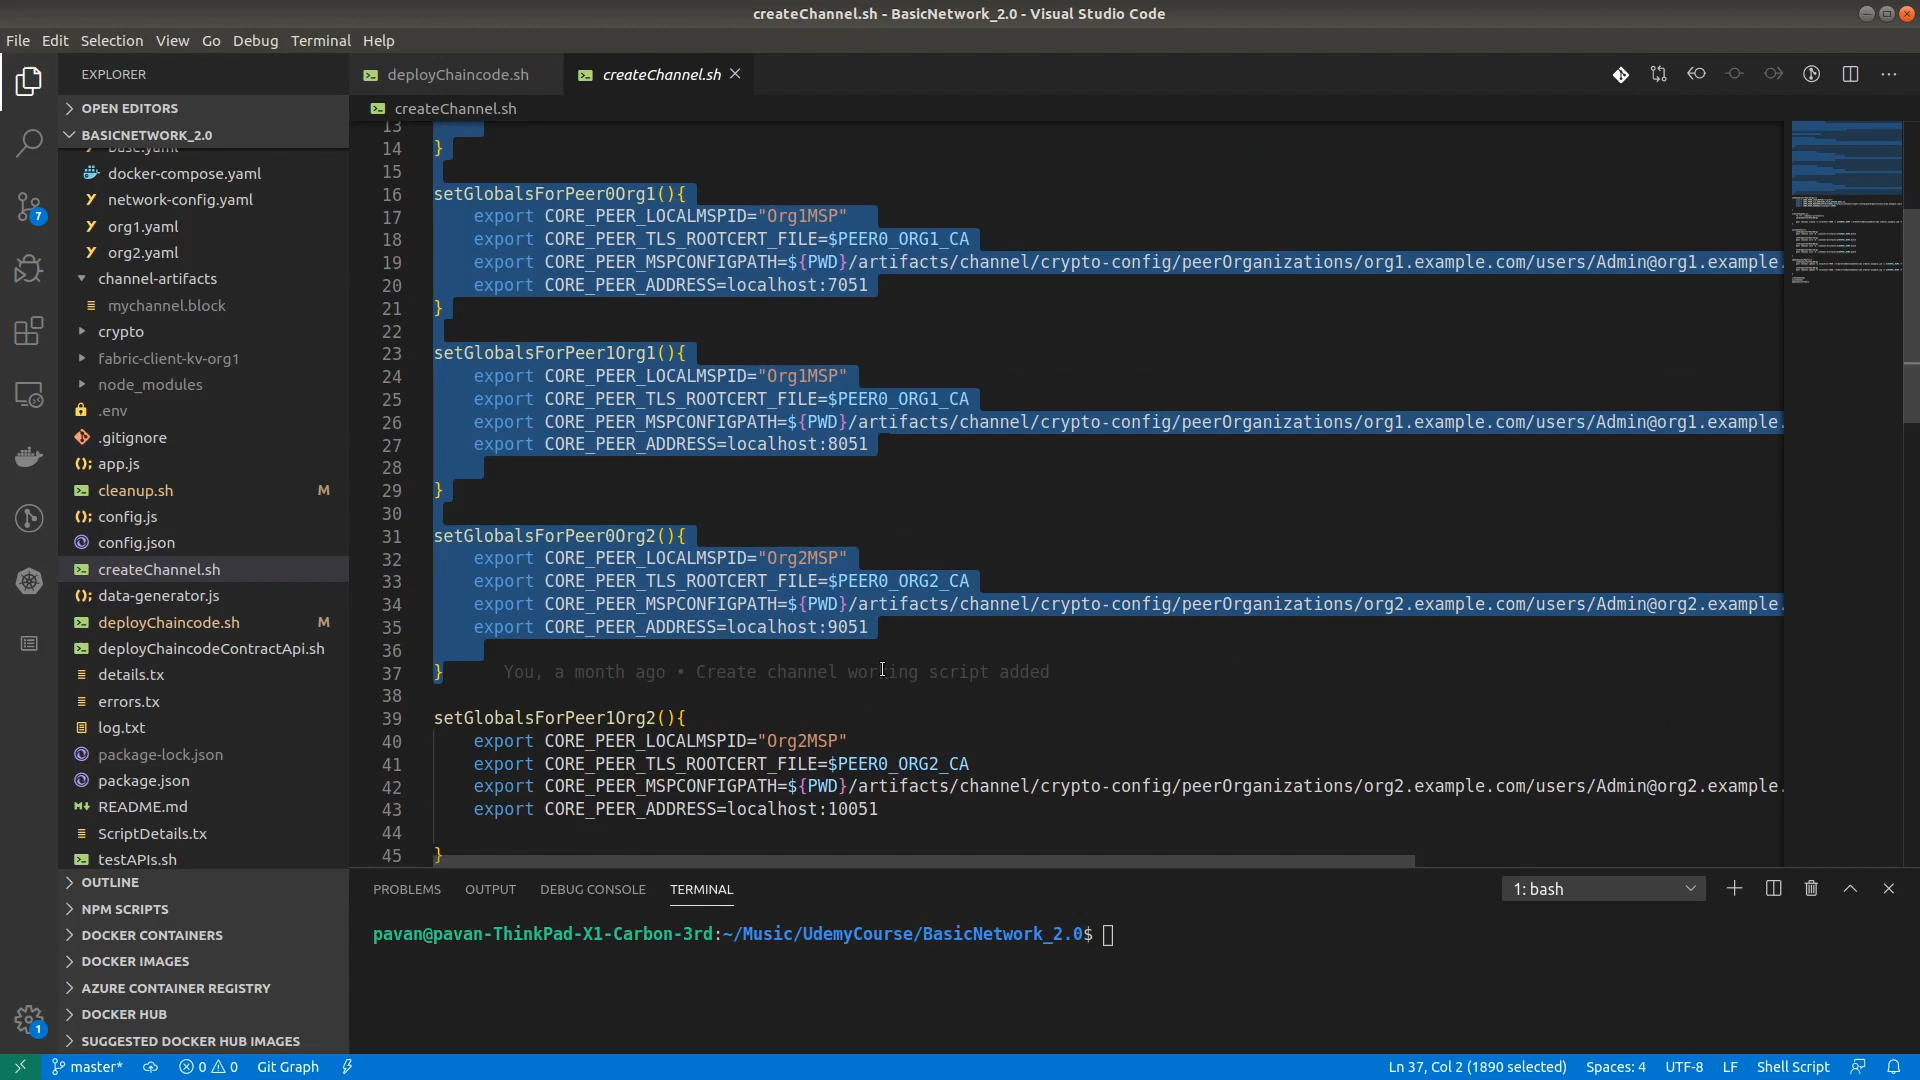 createChannel.sh - BasicNetwork_2.0 - Visual Studio Code
File Edit Selection View Go Debug Terminal Help
EXPLORER
OPEN EDITORS
BASICNETWORK_2.0
base.yaml
docker-compose.yaml
network-config.yaml
org1.yaml
org2.yaml
channel-artifacts
mychannel.block
crypto
fabric-client-kv-org1
node_modules
.env
.gitignore
app.js
cleanup.sh M
config.js
config.json
createChannel.sh
data-generator.js
deployChaincode.sh M
deployChaincodeContractApi.sh
details.tx
errors.tx
log.txt
package-lock.json
package.json
README.md
ScriptDetails.tx
testAPIs.sh
OUTLINE
NPM SCRIPTS
DOCKER CONTAINERS
DOCKER IMAGES
AZURE CONTAINER REGISTRY
DOCKER HUB
SUGGESTED DOCKER HUB IMAGES
7
1
deployChaincode.sh createChannel.sh
createChannel.sh
13
14 }
15
16 setGlobalsForPeer0Org1(){
17 export CORE_PEER_LOCALMSPID="Org1MSP"
18 export CORE_PEER_TLS_ROOTCERT_FILE=$PEER0_ORG1_CA
19 export CORE_PEER_MSPCONFIGPATH=${PWD}/artifacts/channel/crypto-config/peerOrganizations/org1.example.com/users/Admin@org1.example.
20 export CORE_PEER_ADDRESS=localhost:7051
21 }
22
23 setGlobalsForPeer1Org1(){
24 export CORE_PEER_LOCALMSPID="Org1MSP"
25 export CORE_PEER_TLS_ROOTCERT_FILE=$PEER0_ORG1_CA
26 export CORE_PEER_MSPCONFIGPATH=${PWD}/artifacts/channel/crypto-config/peerOrganizations/org1.example.com/users/Admin@org1.example.
27 export CORE_PEER_ADDRESS=localhost:8051
28
29 }
30
31 setGlobalsForPeer0Org2(){
32 export CORE_PEER_LOCALMSPID="Org2MSP"
33 export CORE_PEER_TLS_ROOTCERT_FILE=$PEER0_ORG2_CA
34 export CORE_PEER_MSPCONFIGPATH=${PWD}/artifacts/channel/crypto-config/peerOrganizations/org2.example.com/users/Admin@org2.example.
35 export CORE_PEER_ADDRESS=localhost:9051
36
37 } You, a month ago • Create channel working script added
38
39 setGlobalsForPeer1Org2(){
40 export CORE_PEER_LOCALMSPID="Org2MSP"
41 export CORE_PEER_TLS_ROOTCERT_FILE=$PEER0_ORG2_CA
42 export CORE_PEER_MSPCONFIGPATH=${PWD}/artifacts/channel/crypto-config/peerOrganizations/org2.example.com/users/Admin@org2.example.
43 export CORE_PEER_ADDRESS=localhost:10051
44
45 }
PROBLEMS OUTPUT DEBUG CONSOLE TERMINAL 1: bash
pavan@pavan-ThinkPad-X1-Carbon-3rd:~/Music/UdemyCourse/BasicNetwork_2.0$
master* 0 0 Git Graph Ln 37, Col 2 (1890 selected) Spaces: 4 UTF-8 LF Shell Script